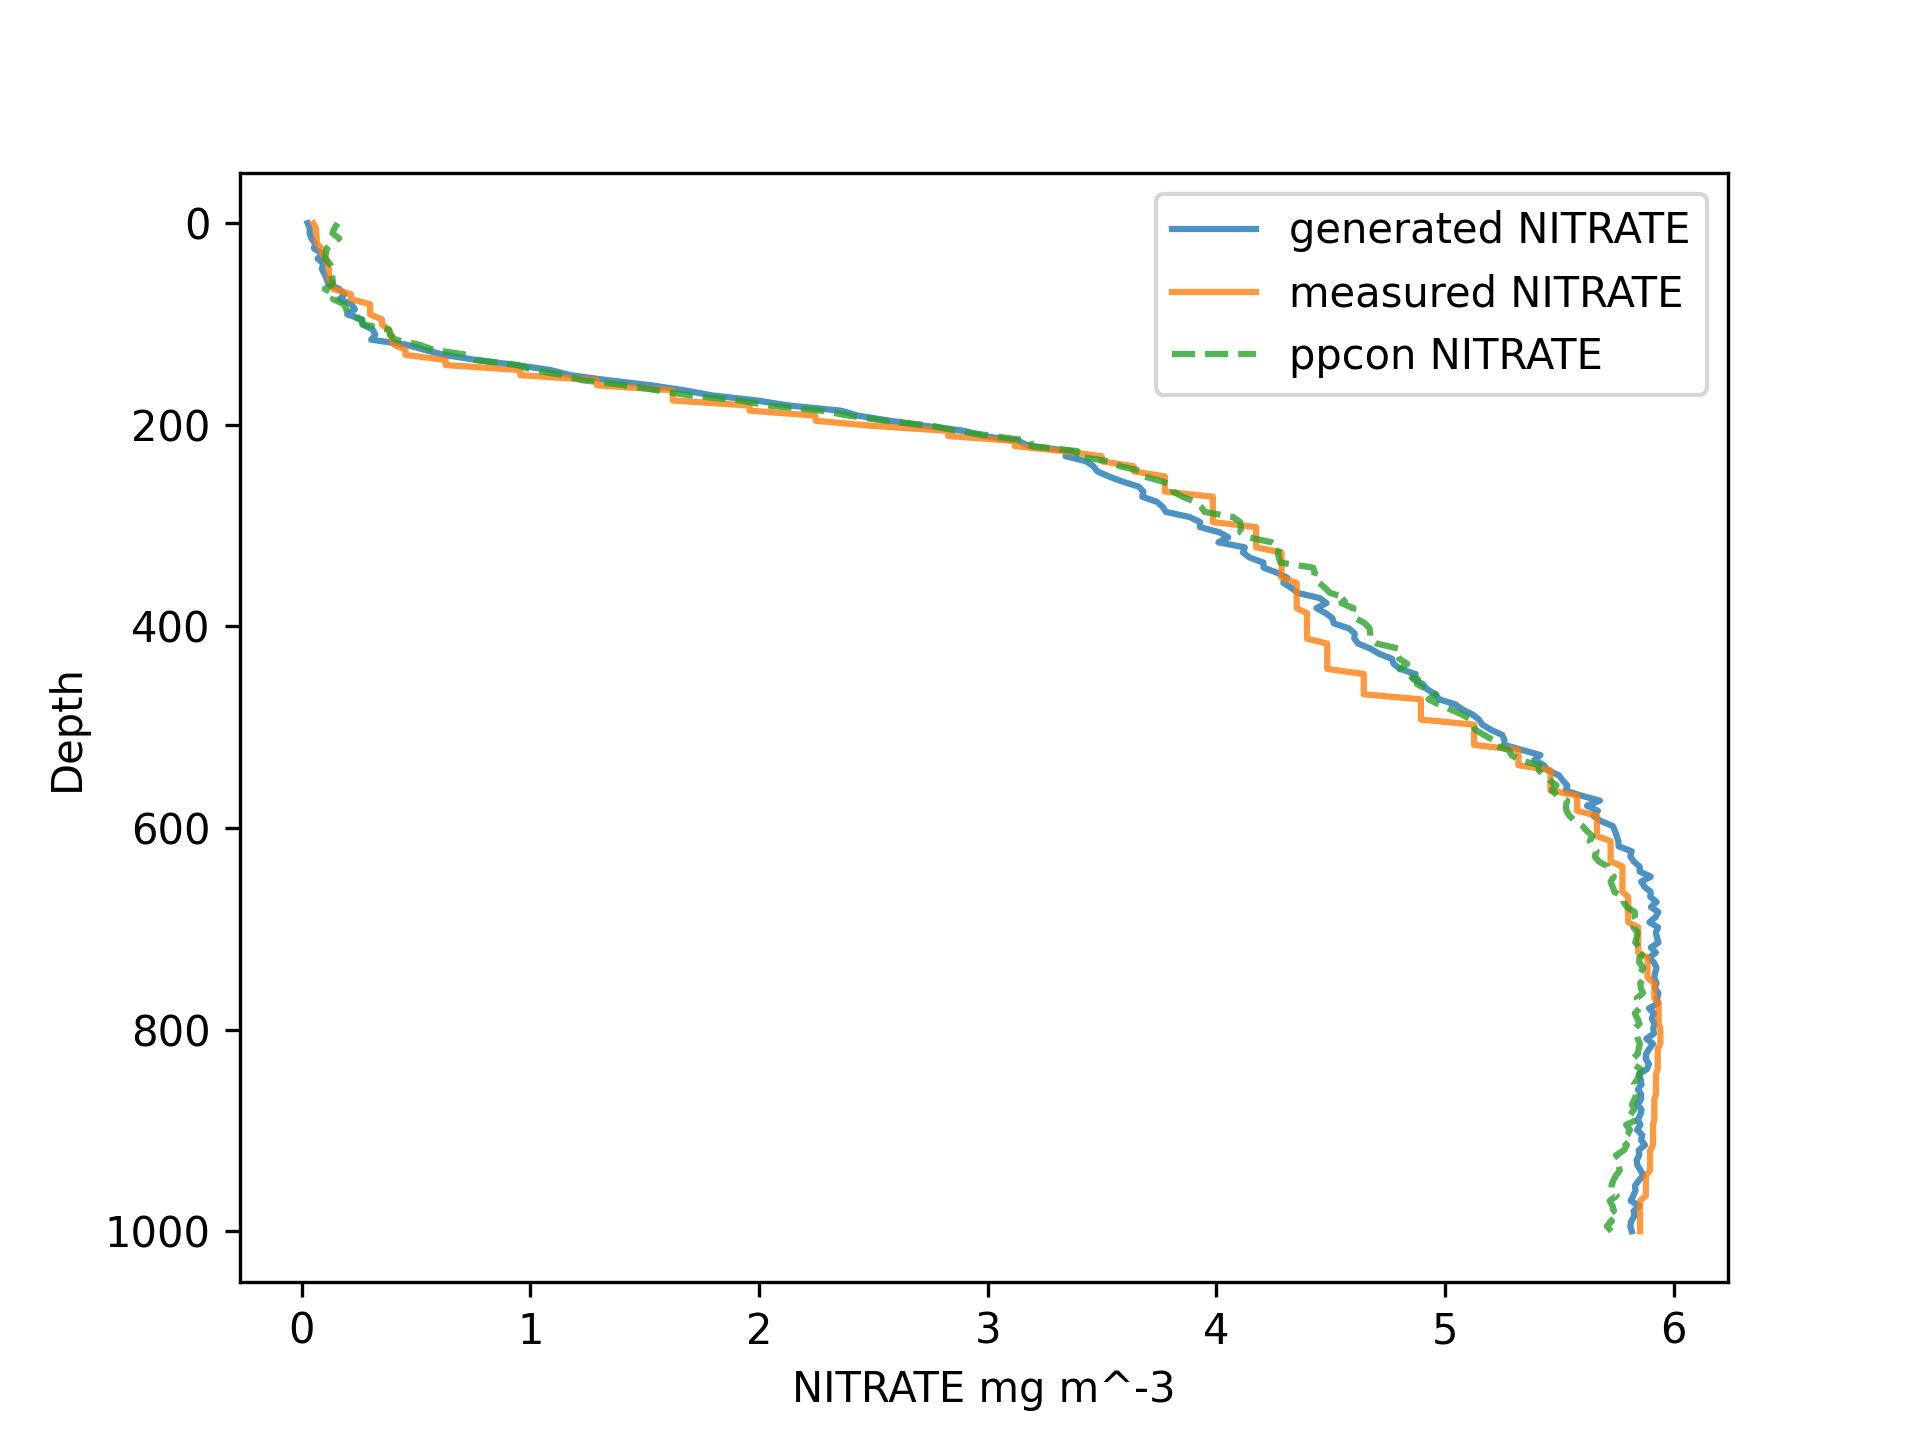 generated NITRATE
measured NITRATE
ppcon NITRATE
0
200
400
600
800
1000
Depth
0 1 2 3 4 5 6
NITRATE mg m^-3